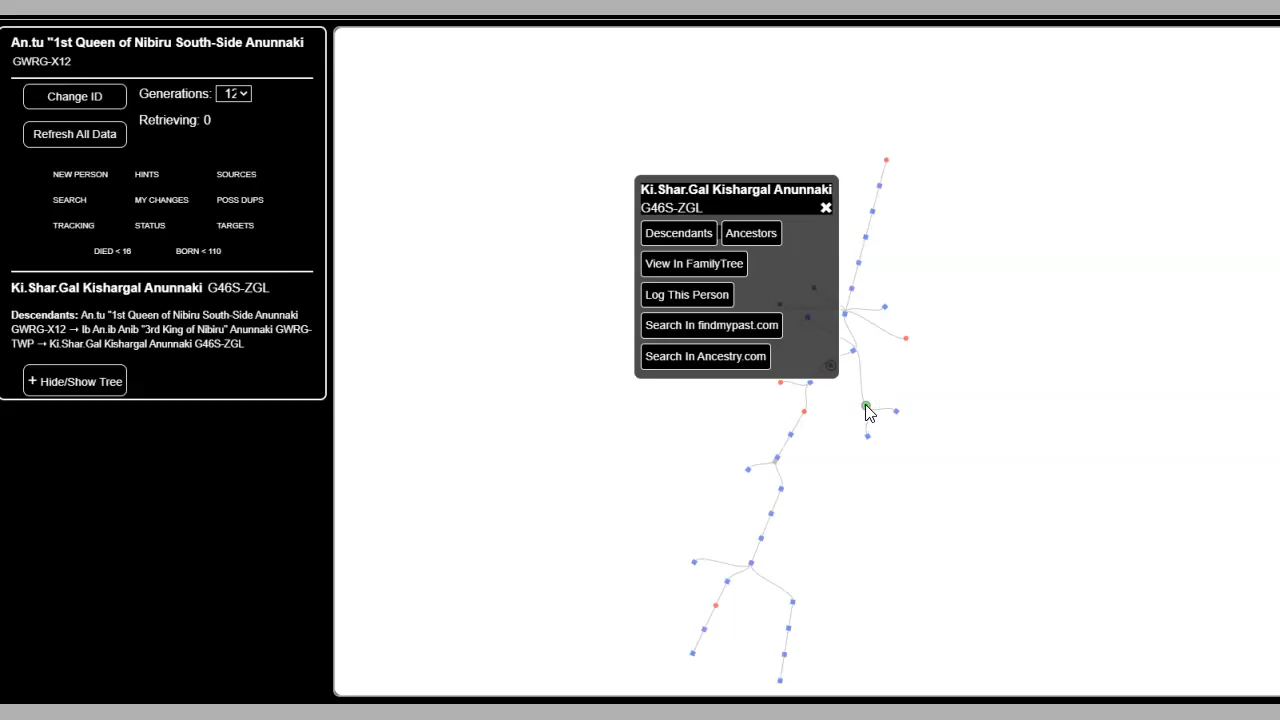 An.tu "1st Queen of Nibiru South-Side Anunnaki
GWRG-X12
Change ID
Generations: 12
Refresh All Data
Retrieving: 0
NEW PERSON HINTS SOURCES
SEARCH MY CHANGES POSS DUPS
TRACKING STATUS TARGETS
DIED < 16 BORN < 110
Ki.Shar.Gal Kishargal Anunnaki G46S-ZGL
Descendants: An.tu "1st Queen of Nibiru South-Side Anunnaki
GWRG-X12 → Ib An.ib Anib "3rd King of Nibiru" Anunnaki GWRG-
TWP → Ki.Shar.Gal Kishargal Anunnaki G46S-ZGL
+ Hide/Show Tree
Ki.Shar.Gal Kishargal Anunnaki
G46S-ZGL
Descendants Ancestors
View In FamilyTree
Log This Person
Search In findmypast.com
Search In Ancestry.com